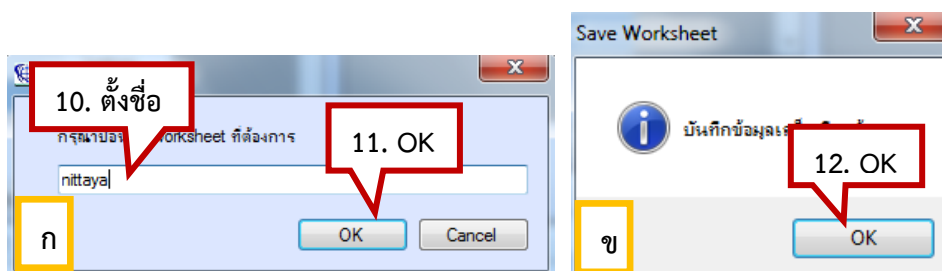 10. ตั้งชื่อ
Worksheet ที่ต้องการ
11. OK
nittaya
OK
Cancel
ก
Save Worksheet
บันทึกข้อมูล
12. OK
OK
ข